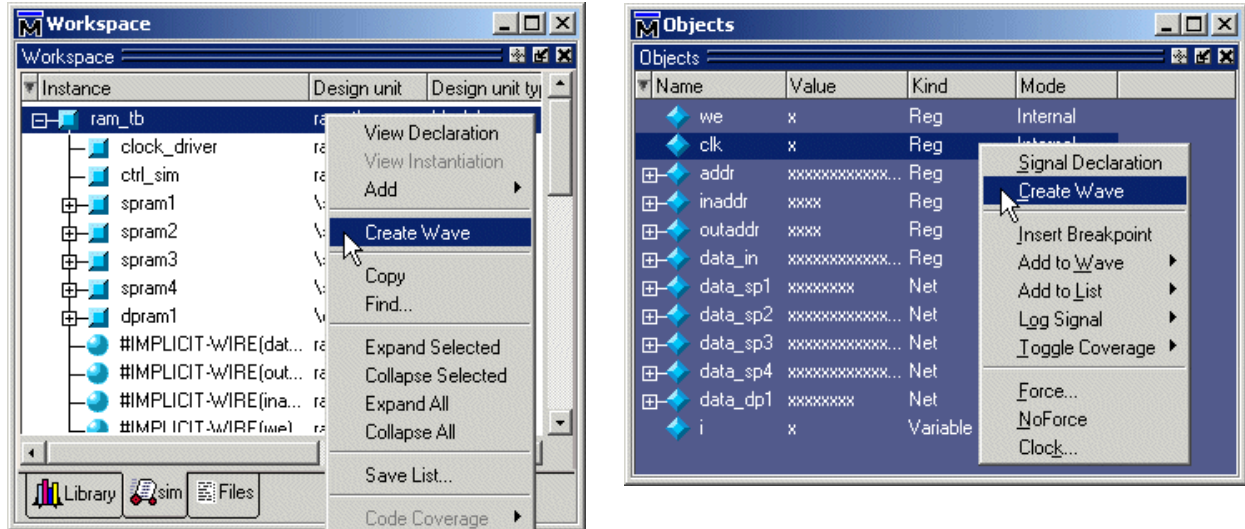 Workspace
Workspace
Instance Design unit Design unit ty
ram_tb
clock_driver
ctrl_sim
spram1
spram2
spram3
spram4
dpram1
#IMPLICIT-WIRE(dat...
#IMPLICIT-WIRE(out...
#IMPLICIT-WIRE(ina...
#IMPLICIT-WIRE(we)
View Declaration
View Instantiation
Add
Create Wave
Copy
Find...
Expand Selected
Collapse Selected
Expand All
Collapse All
Save List...
Code Coverage
Library sim Files
Objects
Objects
Name Value Kind Mode
we x Reg Internal
clk x Reg Internal
addr xxxxxxxxxxxx... Reg
inaddr xxxx Reg
outaddr xxxx Reg
data_in xxxxxxxxxxxx... Reg
data_sp1 xxxxxxxx Net
data_sp2 xxxxxxxxxxxx... Net
data_sp3 xxxxxxxxxxxx... Net
data_sp4 xxxxxxxxxxxx... Net
data_dp1 xxxxxxxx Net
i x Variable
Signal Declaration
Create Wave
Insert Breakpoint
Add to Wave
Add to List
Log Signal
Toggle Coverage
Force...
NoForce
Clock...